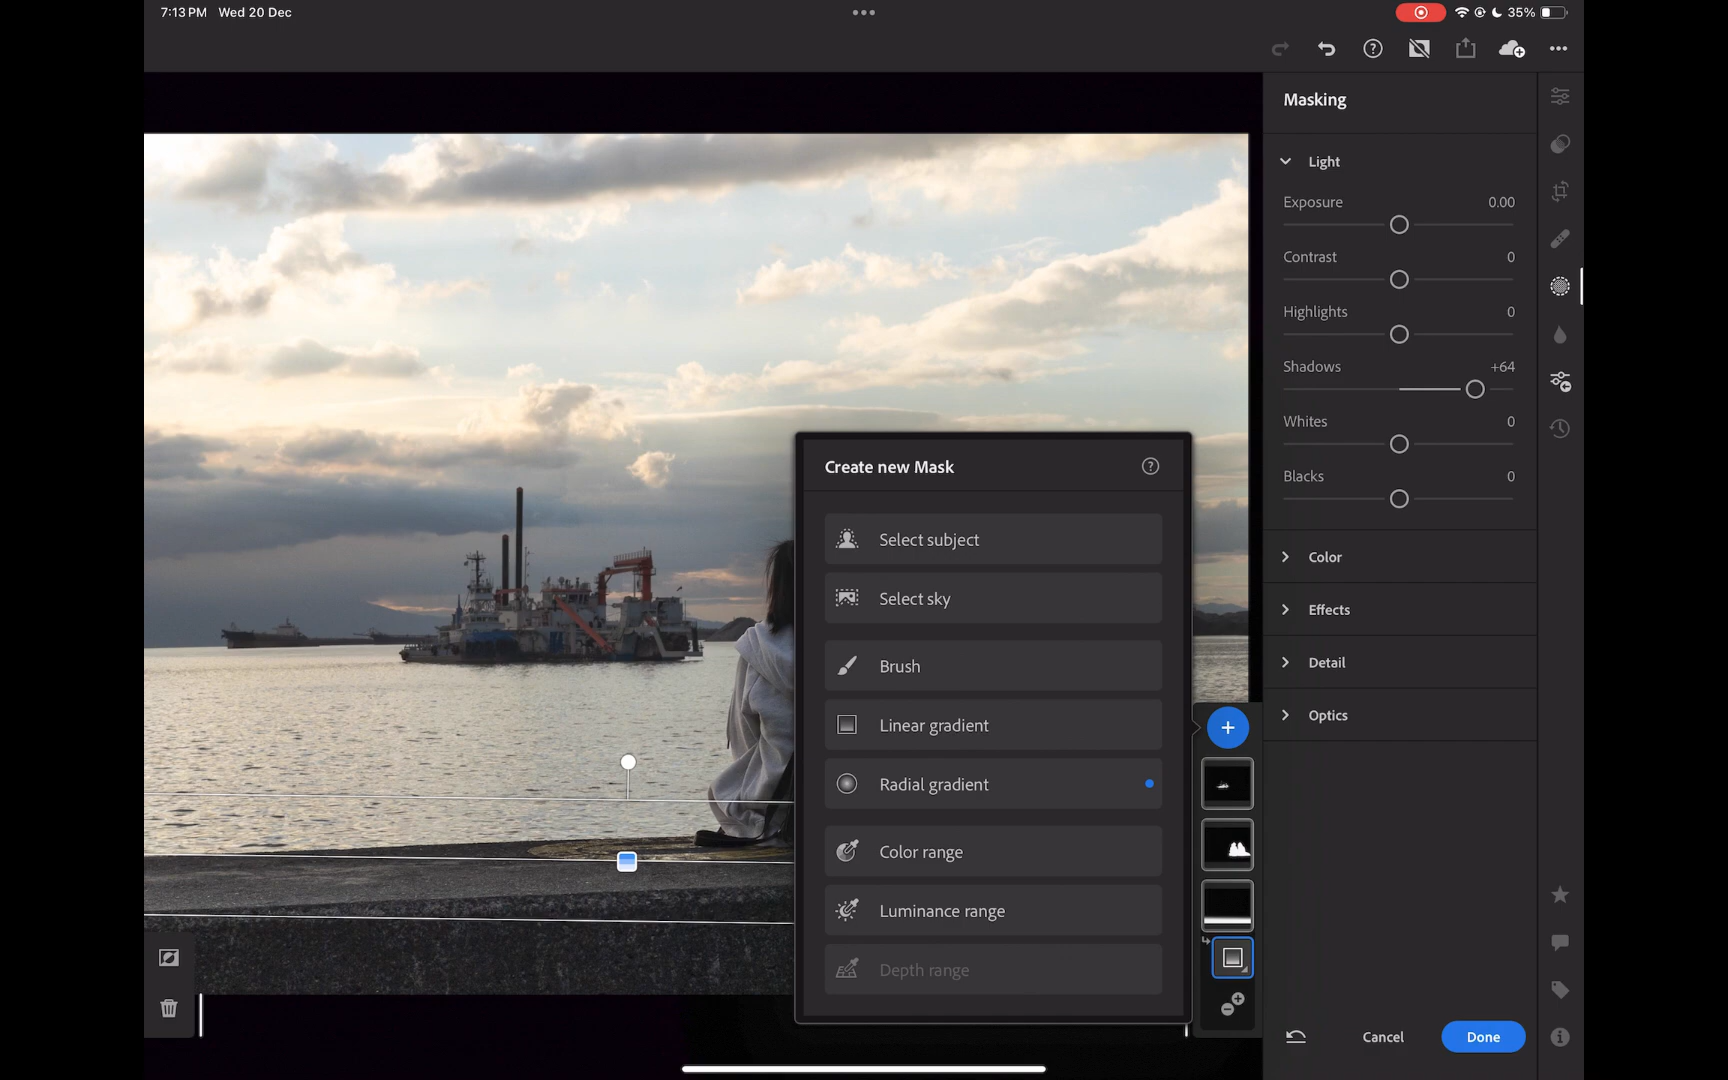 7:13 PM Wed 20 Dec
35%
Masking
Light
Exposure 0.00
Contrast 0
Highlights 0
Shadows +64
Whites 0
Blacks 0
Color
Effects
Detail
Optics
Create new Mask
Select subject
Select sky
Brush
Linear gradient
Radial gradient
Color range
Luminance range
Depth range
Cancel
Done